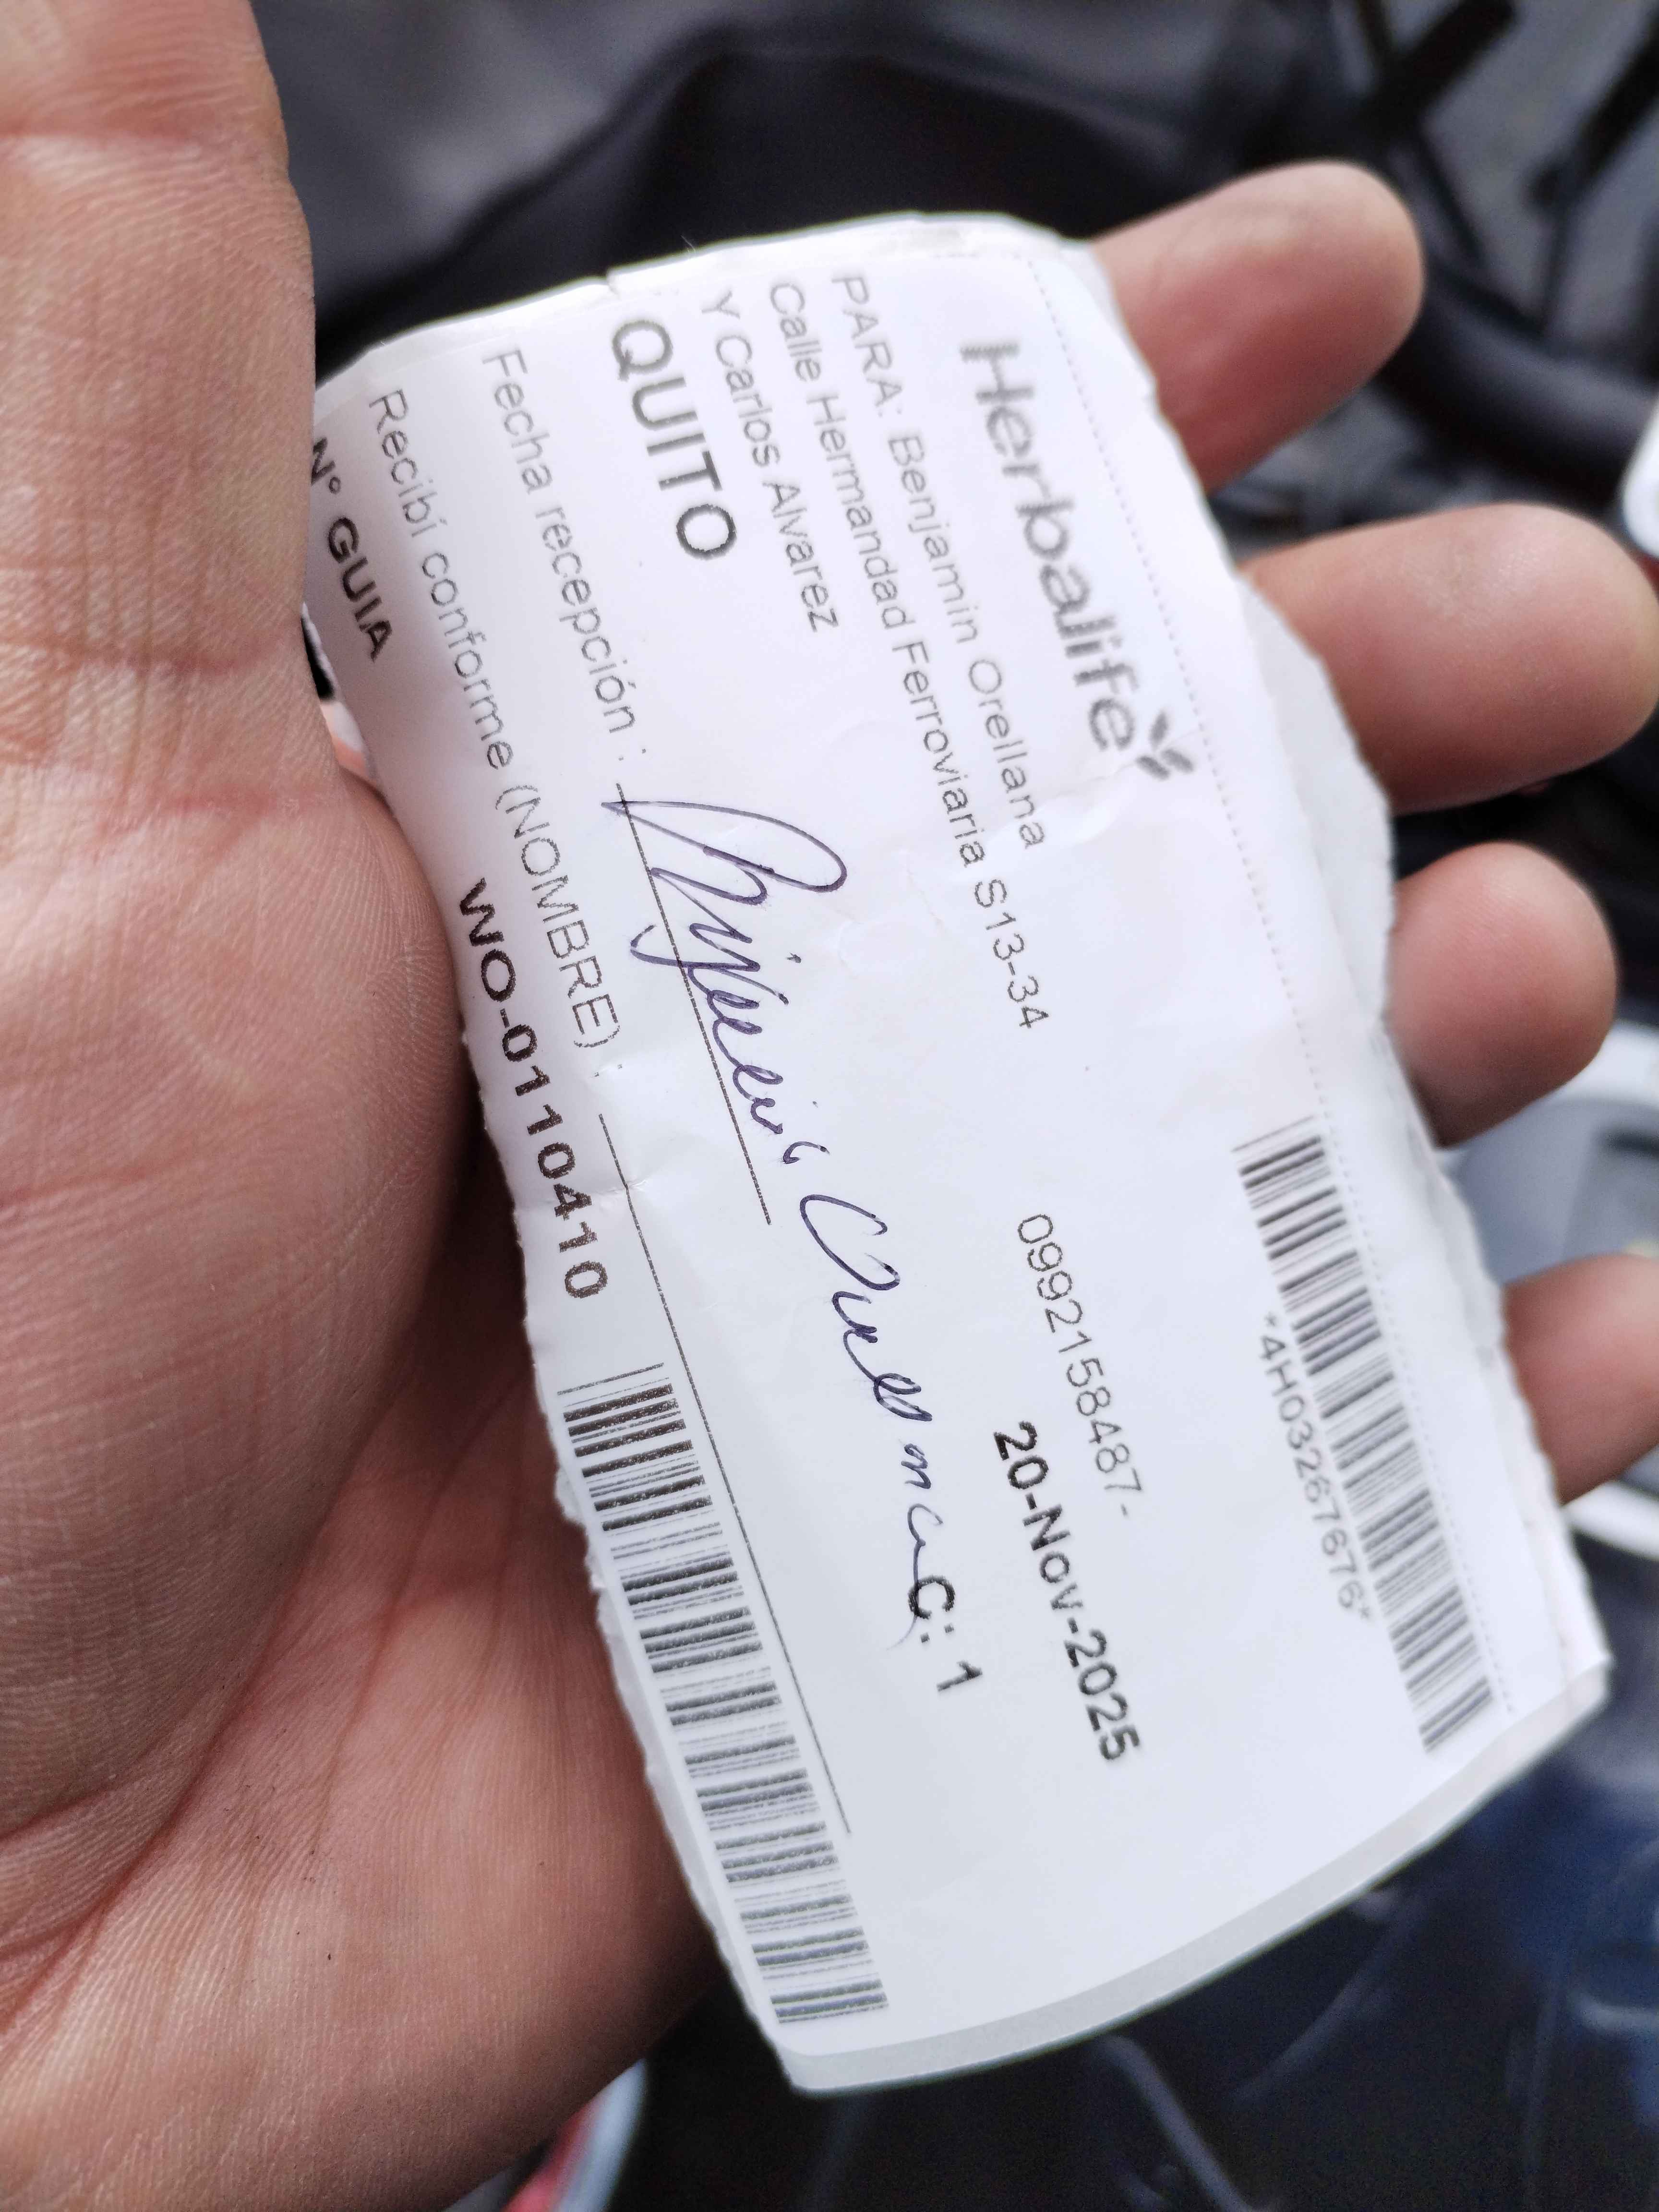 Herbalife
*4H03267676*
PARA: Benjamin Orellana
Calle Hermandad Ferroviaria S13-34
0992158487-
Y Carlos Alvarez
20-Nov-2025
QUITO
C: 1
Fecha recepción :
Recibí conforme (NOMBRE) :
N° GUIA
WO-0110410